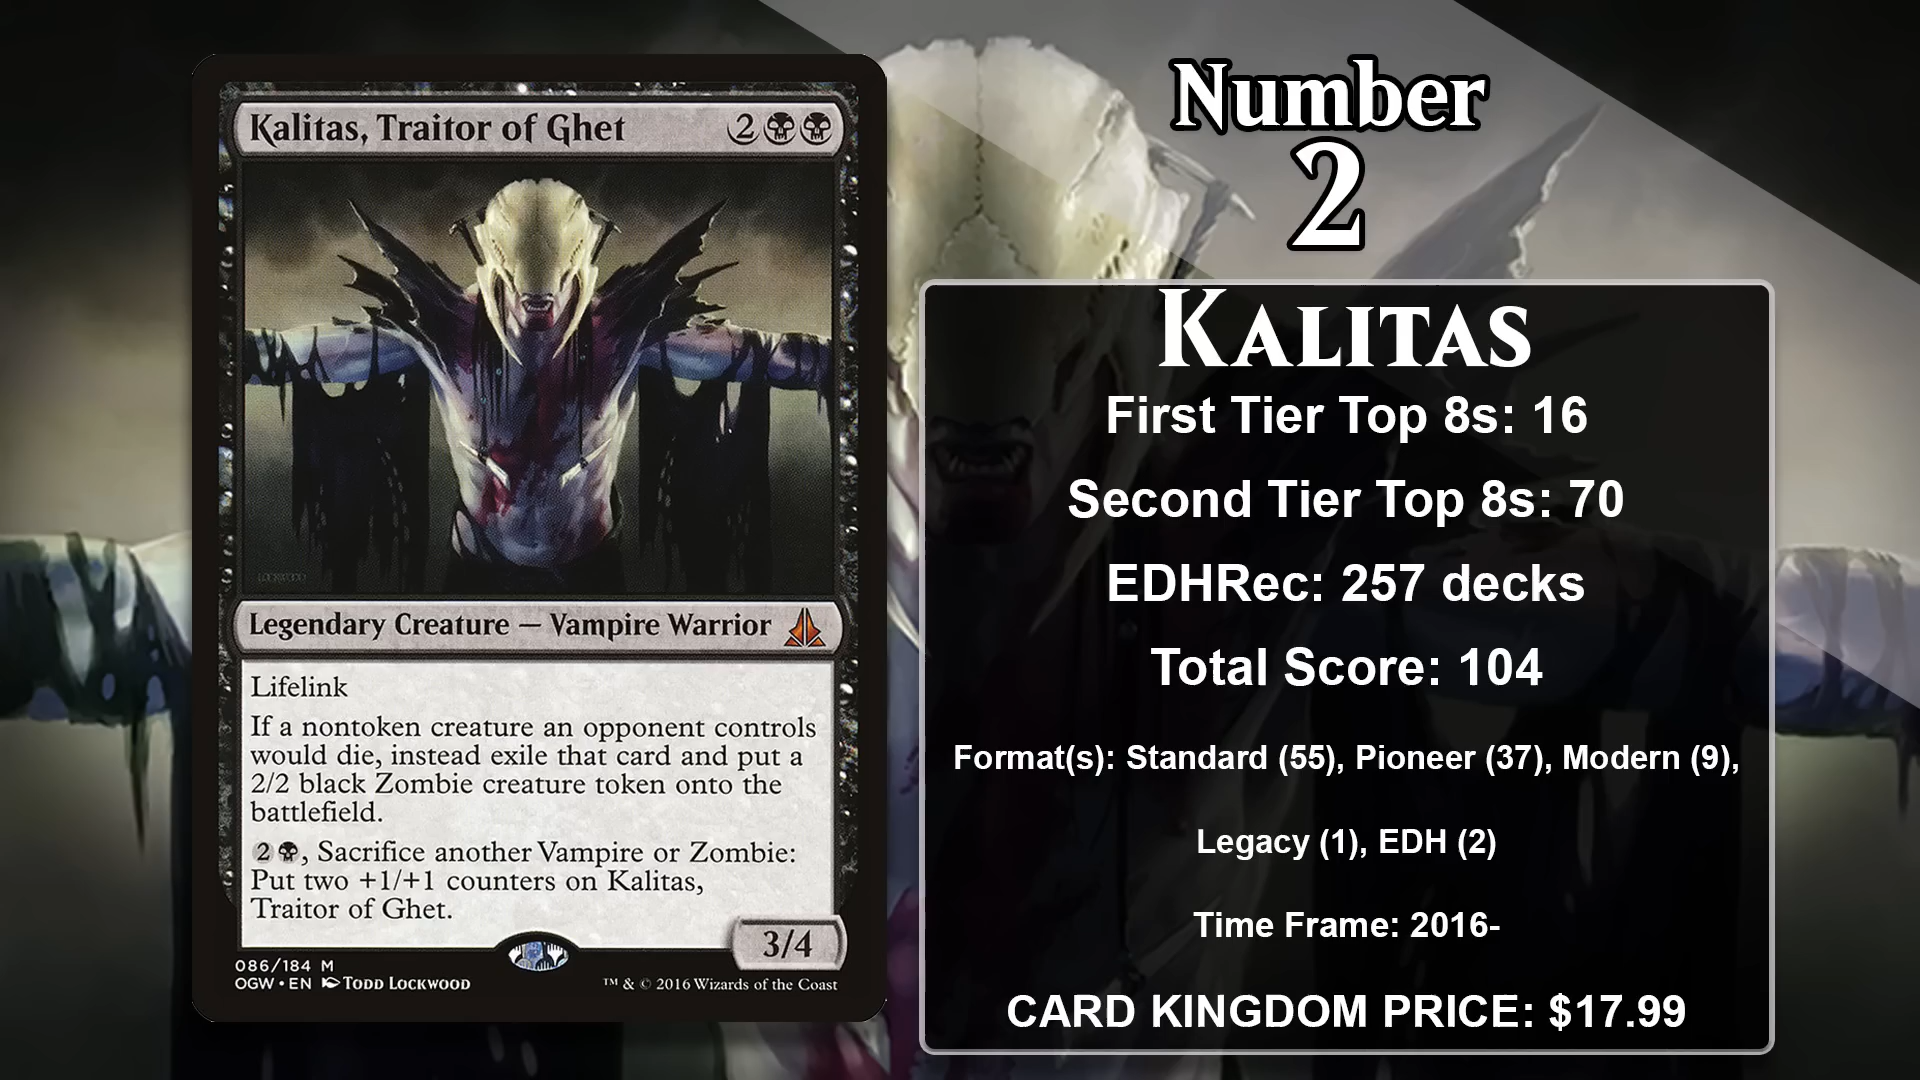 Kalitas, Traitor of Ghet 2
LOCKWOOD
Legendary Creature — Vampire Warrior
Lifelink
If a nontoken creature an opponent controls
would die, instead exile that card and put a
2/2 black Zombie creature token onto the
battlefield.
2, Sacrifice another Vampire or Zombie:
Put two +1/+1 counters on Kalitas,
Traitor of Ghet.
3/4
086/184 M
OGW • EN Todd Lockwood
™ & © 2016 Wizards of the Coast
Number
2
Kalitas
First Tier Top 8s: 16
Second Tier Top 8s: 70
EDHRec: 257 decks
Total Score: 104
Format(s): Standard (55), Pioneer (37), Modern (9),
Legacy (1), EDH (2)
Time Frame: 2016-
CARD KINGDOM PRICE: $17.99